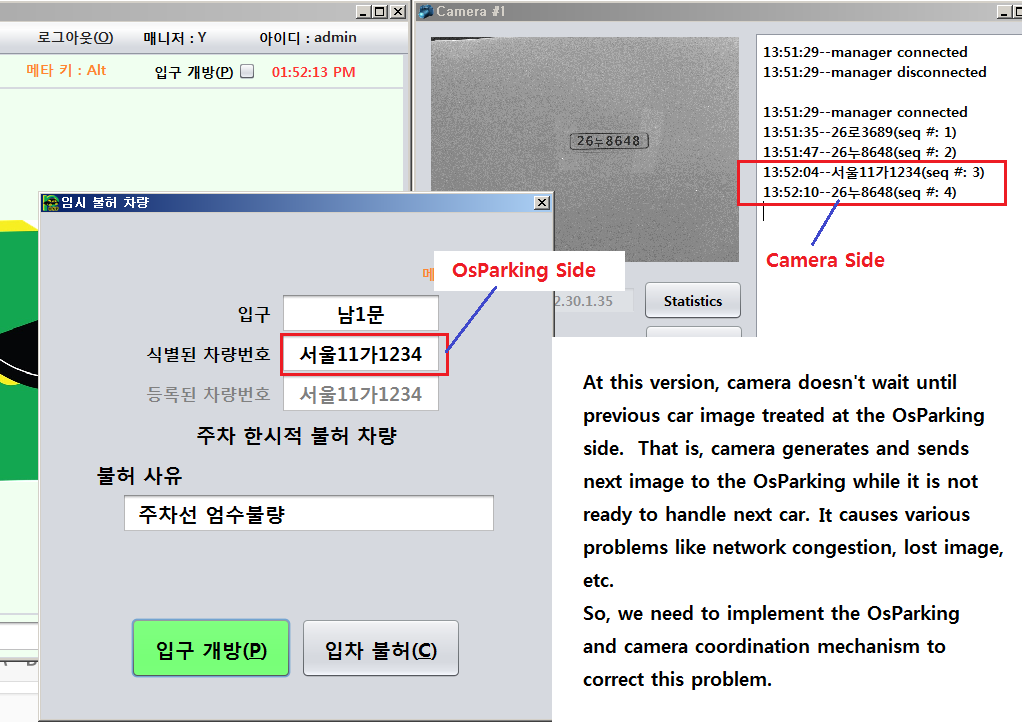 Camera #1
로그아웃(O) 매니저 : Y 아이디 : admin
메타 키 : Alt 입구 개방(P) 01:52:13 PM
26누8648
13:51:29--manager connected
13:51:29--manager disconnected
13:51:29--manager connected
13:51:35--26로3689(seq #: 1)
13:51:47--26누8648(seq #: 2)
13:52:04--서울11가1234(seq #: 3)
13:52:10--26누8648(seq #: 4)
Camera Side
2.30.1.35
Statistics
임시 불허 차량
메
OsParking Side
입구 남1문
식별된 차량번호 서울11가1234
등록된 차량번호 서울11가1234
주차 한시적 불허 차량
불허 사유
주차선 엄수불량
입구 개방(P) 입차 불허(C)
At this version, camera doesn't wait until
previous car image treated at the OsParking
side. That is, camera generates and sends
next image to the OsParking while it is not
ready to handle next car. It causes various
problems like network congestion, lost image,
etc.
So, we need to implement the OsParking
and camera coordination mechanism to
correct this problem.